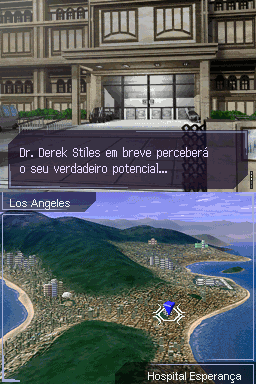 Dr. Derek Stiles em breve perceberá
o seu verdadeiro potencial...
Los Angeles
Hospital Esperança